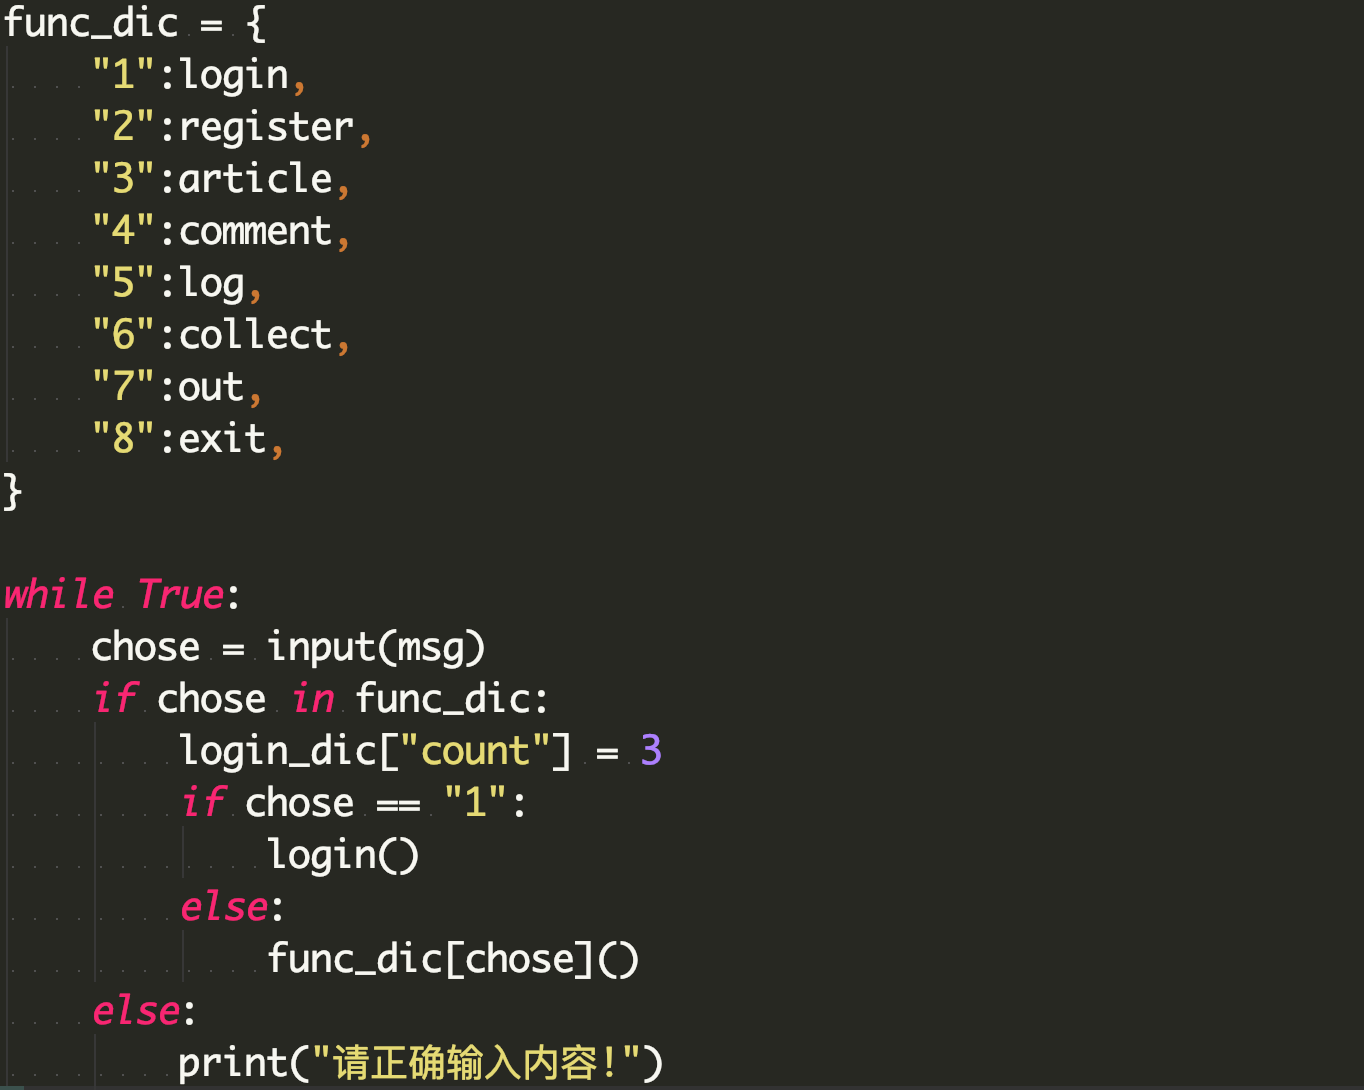 func_dic = {
    "1":login,
    "2":register,
    "3":article,
    "4":comment,
    "5":log,
    "6":collect,
    "7":out,
    "8":exit,
}

while True:
    chose = input(msg)
    if chose in func_dic:
        login_dic["count"] = 3
        if chose == "1":
            login()
        else:
            func_dic[chose]()
    else:
        print("请正确输入内容!")